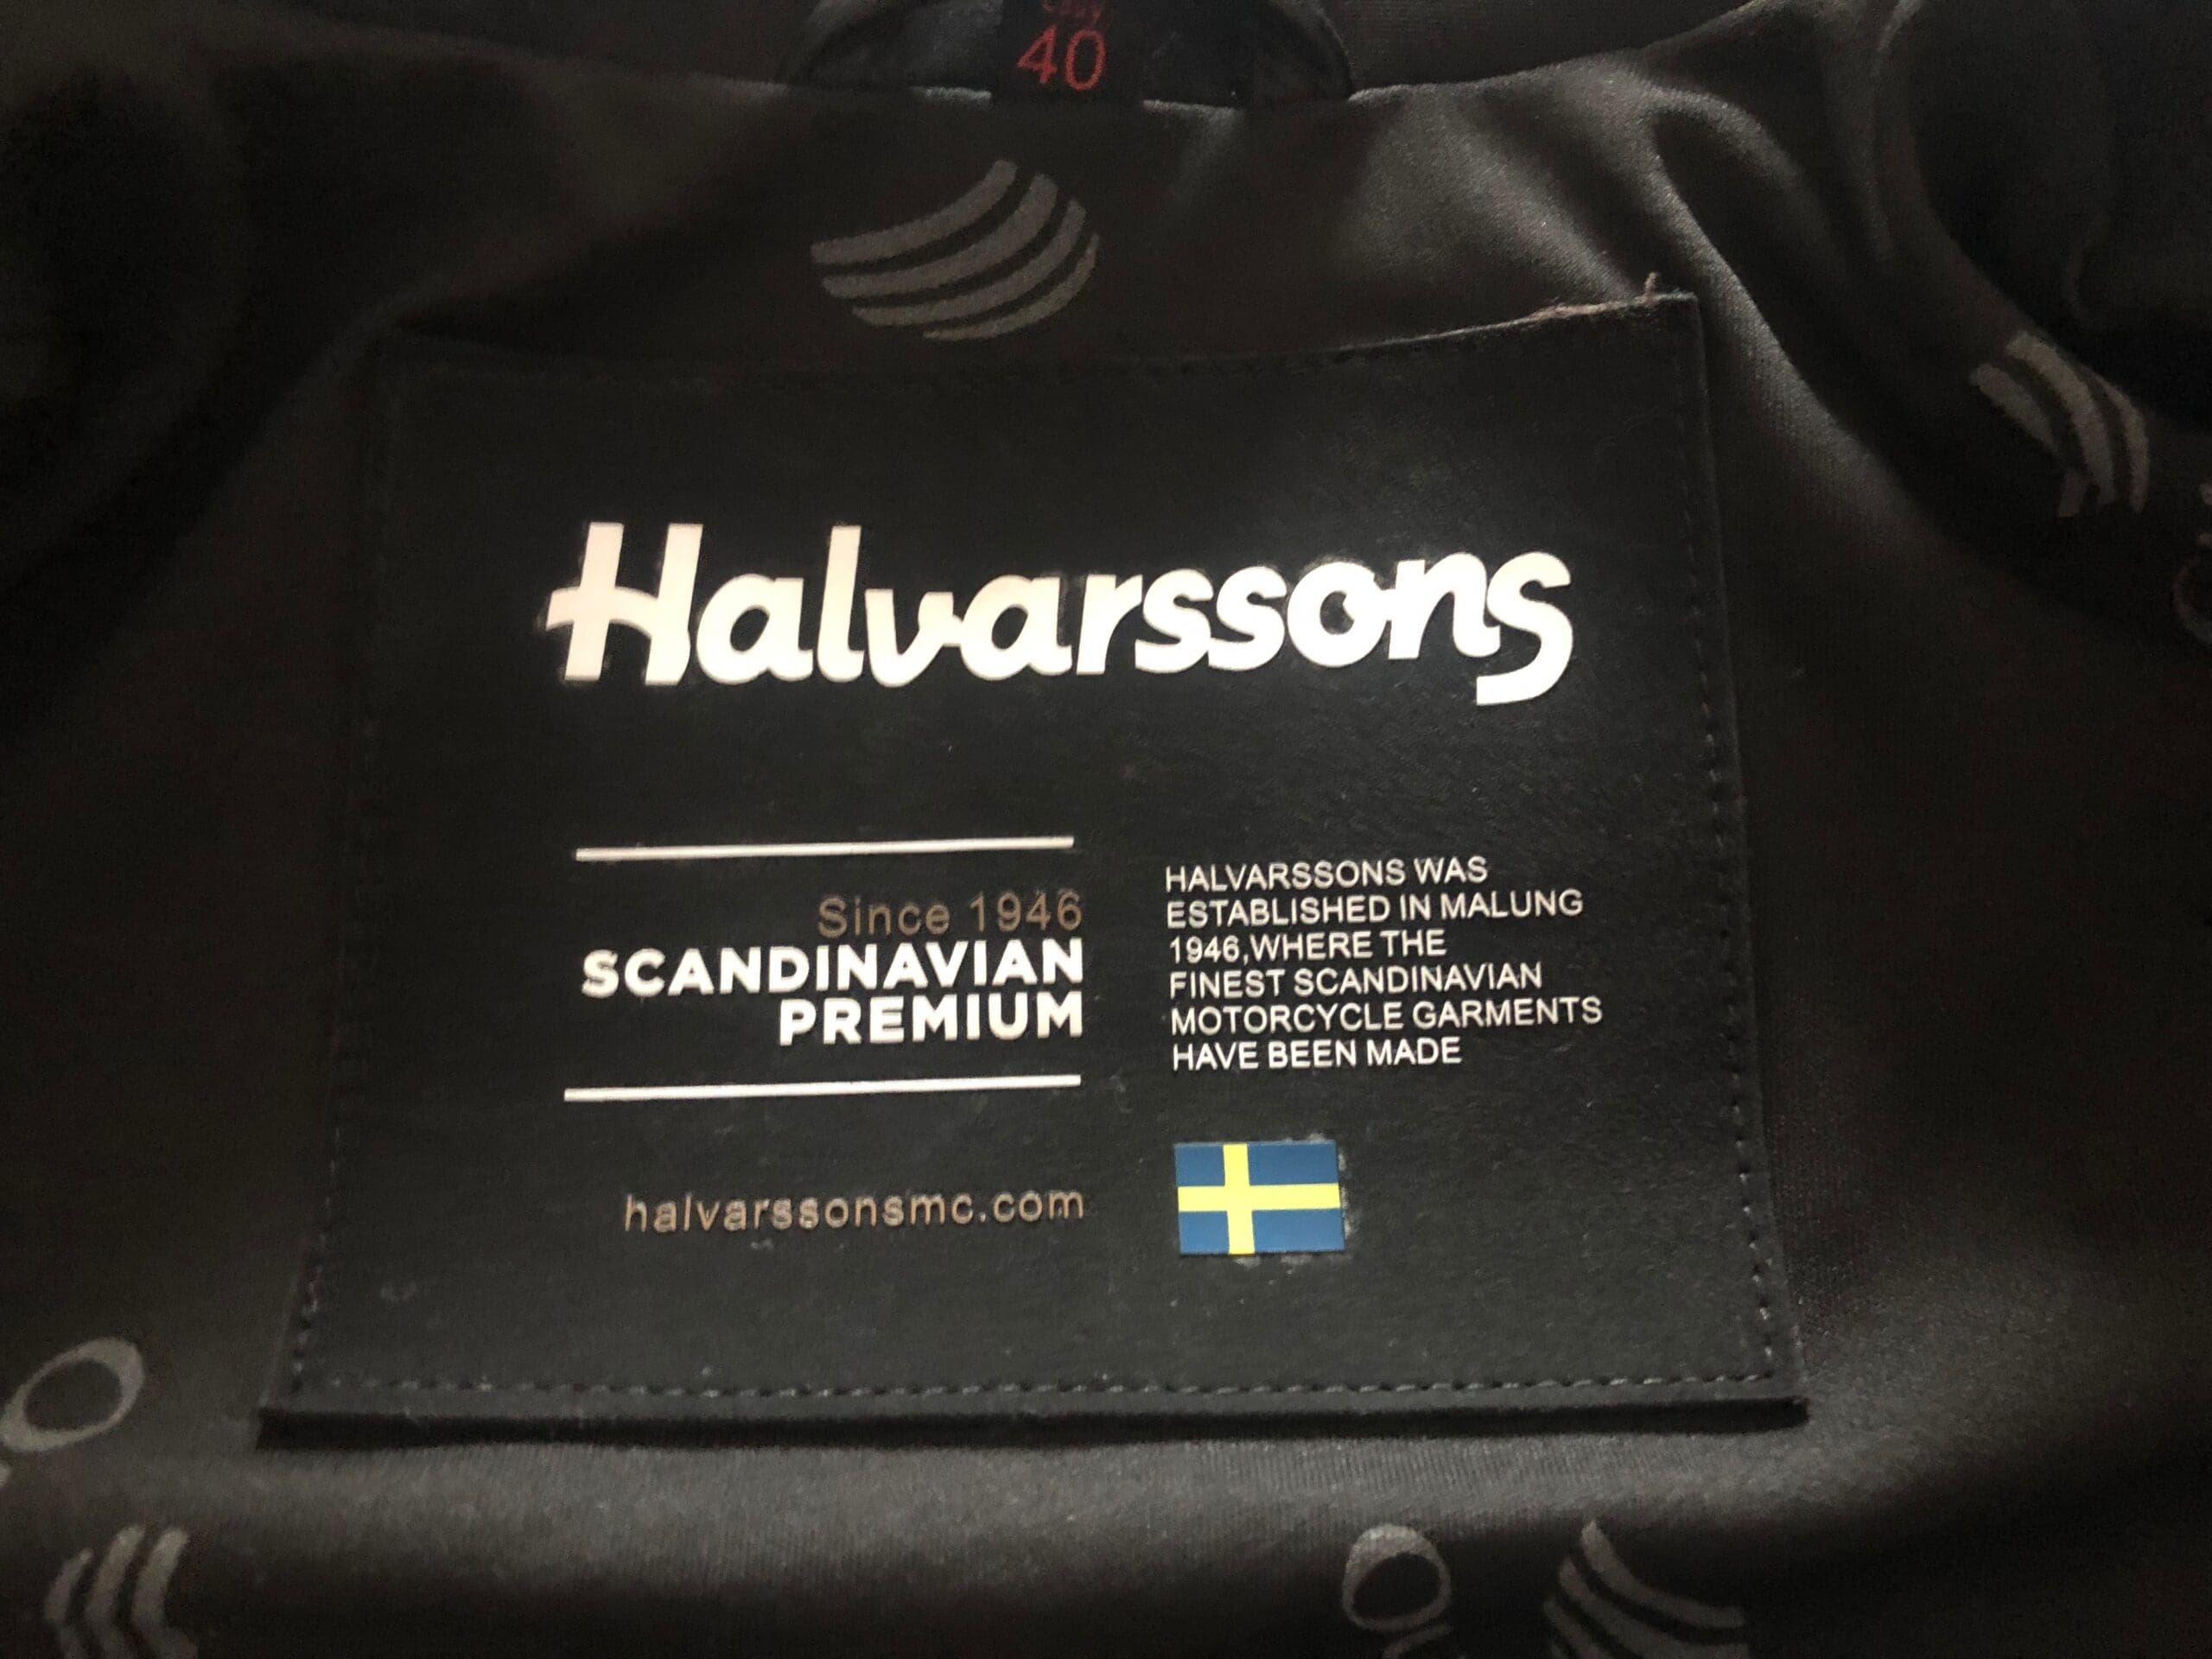 40
Halvarssons
Since 1946
SCANDINAVIAN
PREMIUM
halvarssonsmc.com
HALVARSSONS WAS
ESTABLISHED IN MALUNG
1946,WHERE THE
FINEST SCANDINAVIAN
MOTORCYCLE GARMENTS
HAVE BEEN MADE